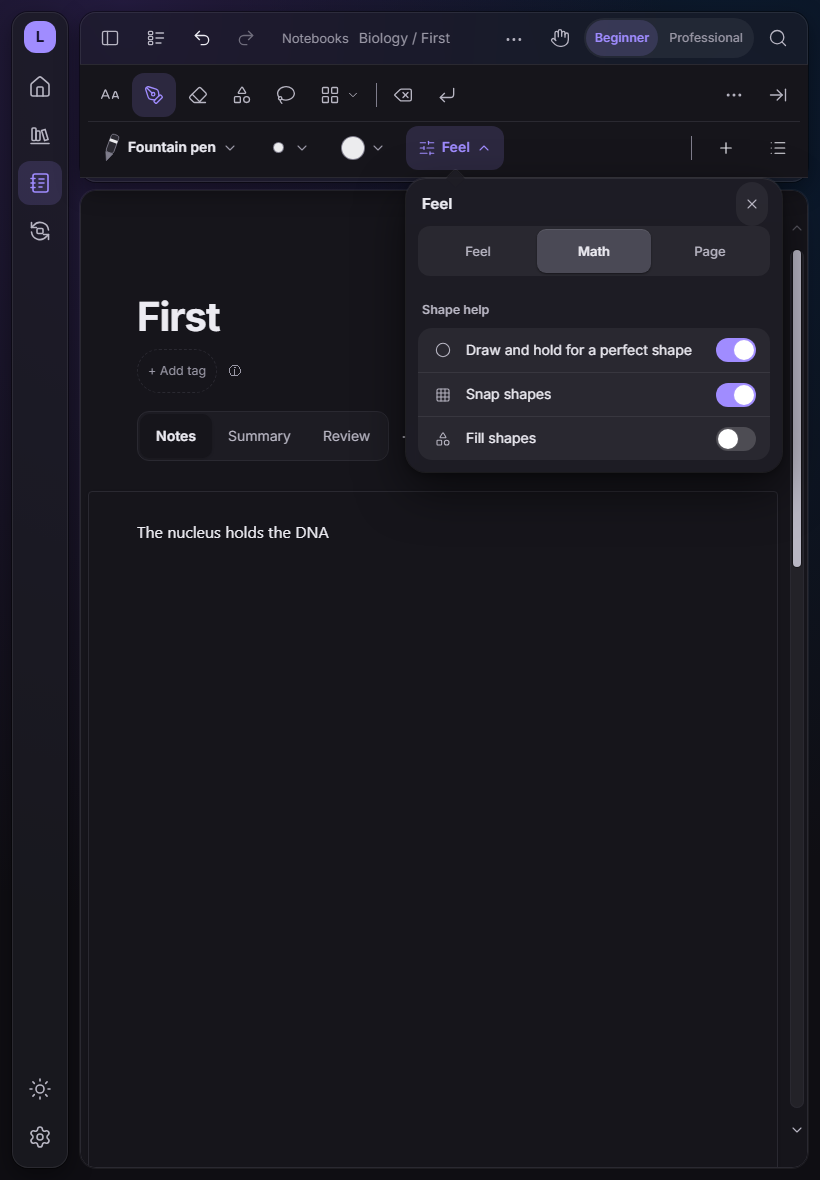 L
Notebooks Biology / First
Beginner Professional
AA
Fountain pen
Feel
Feel
Feel Math Page
Shape help
Draw and hold for a perfect shape
Snap shapes
Fill shapes
First
+ Add tag
Notes Summary Review
The nucleus holds the DNA